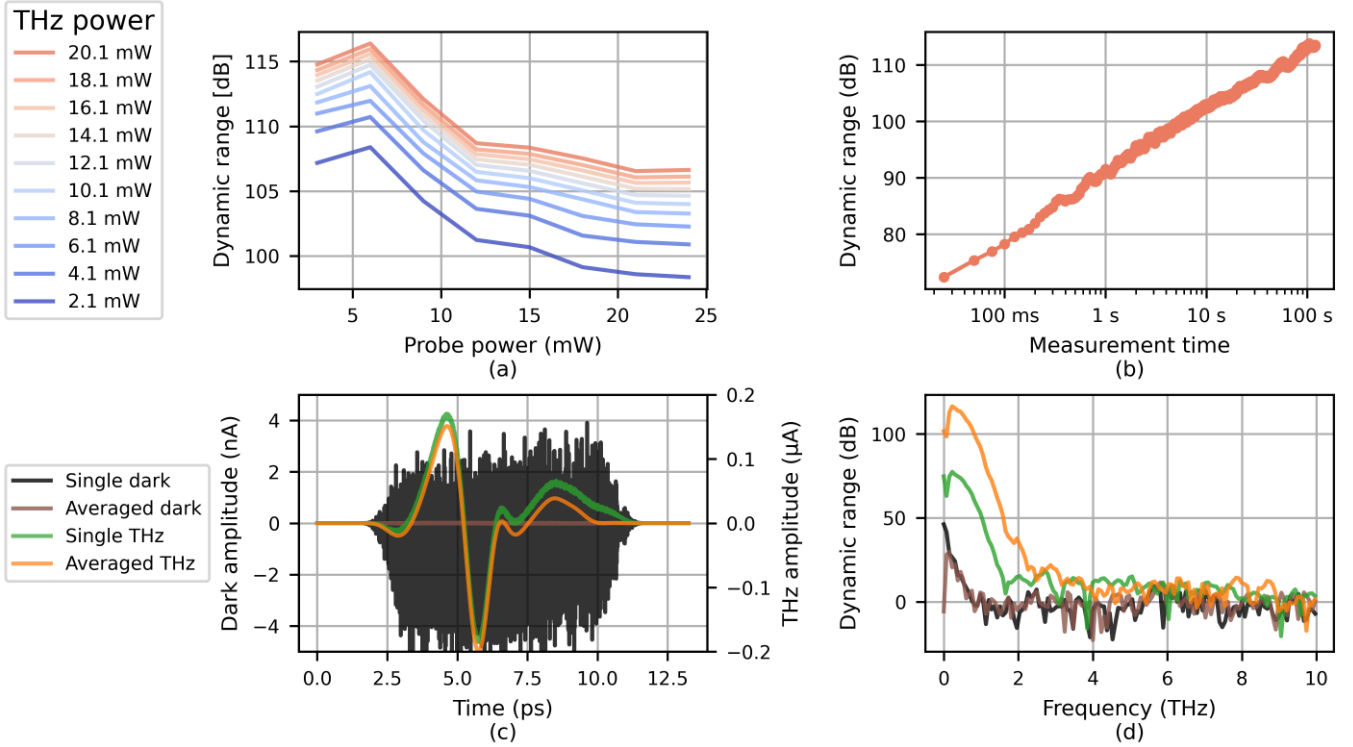 THz power
20.1 mW
18.1 mW
16.1 mW
14.1 mW
12.1 mW
10.1 mW
8.1 mW
6.1 mW
4.1 mW
2.1 mW
Dynamic range [dB]
115
110
105
100
5
10
15
20
25
Probe power (mW)
(a)
Dynamic range (dB)
110
100
90
80
100 ms
1 s
10 s
100 s
Measurement time
(b)
Single dark
Averaged dark
Single THz
Averaged THz
Dark amplitude (nA)
4
2
0
−2
−4
0.0
2.5
5.0
7.5
10.0
12.5
Time (ps)
(c)
0.2
0.1
0.0
−0.1
−0.2
THz amplitude (µA)
Dynamic range (dB)
100
50
0
0
2
4
6
8
10
Frequency (THz)
(d)